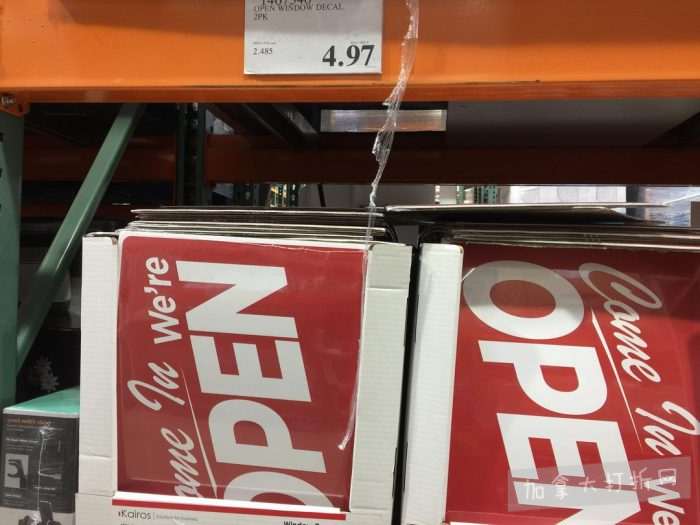 OPEN WINDOW DECAL
2PK
2.485
4.97
Come In We're
OPEN
Come In We
OPEN
Kairos
Window
加拿大打折网